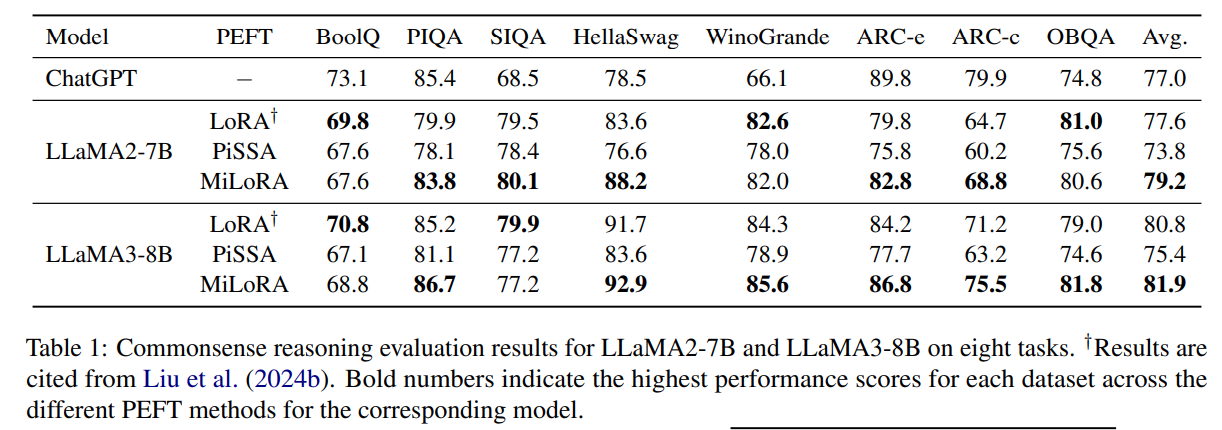 Model PEFT BoolQ PIQA SIQA HellaSwag WinoGrande ARC-e ARC-c OBQA Avg.
ChatGPT – 73.1 85.4 68.5 78.5 66.1 89.8 79.9 74.8 77.0
LoRA† 69.8 79.9 79.5 83.6 82.6 79.8 64.7 81.0 77.6
LLaMA2-7B PiSSA 67.6 78.1 78.4 76.6 78.0 75.8 60.2 75.6 73.8
MiLoRA 67.6 83.8 80.1 88.2 82.0 82.8 68.8 80.6 79.2
LoRA† 70.8 85.2 79.9 91.7 84.3 84.2 71.2 79.0 80.8
LLaMA3-8B PiSSA 67.1 81.1 77.2 83.6 78.9 77.7 63.2 74.6 75.4
MiLoRA 68.8 86.7 77.2 92.9 85.6 86.8 75.5 81.8 81.9
Table 1: Commonsense reasoning evaluation results for LLaMA2-7B and LLaMA3-8B on eight tasks. †Results are
cited from Liu et al. (2024b). Bold numbers indicate the highest performance scores for each dataset across the
different PEFT methods for the corresponding model.